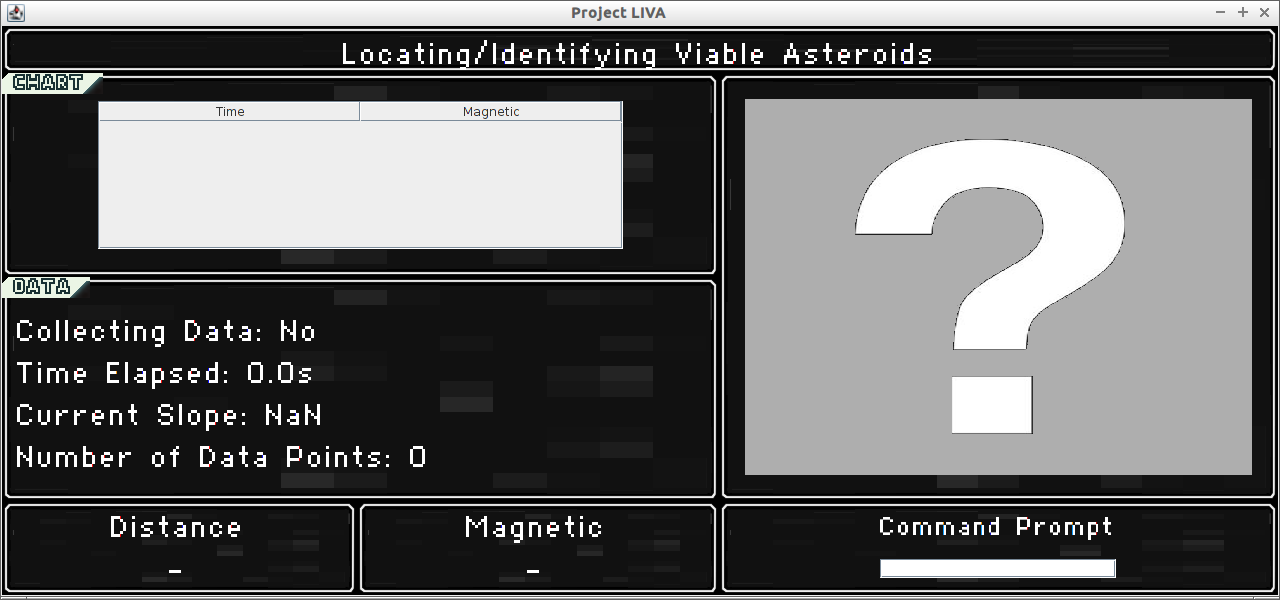 Project LIVA
Locating/Identifying Viable Asteroids
CHART
Time Magnetic
?
DATA
Collecting Data: No
Time Elapsed: 0.0s
Current Slope: NaN
Number of Data Points: 0
Distance
-
Magnetic
-
Command Prompt